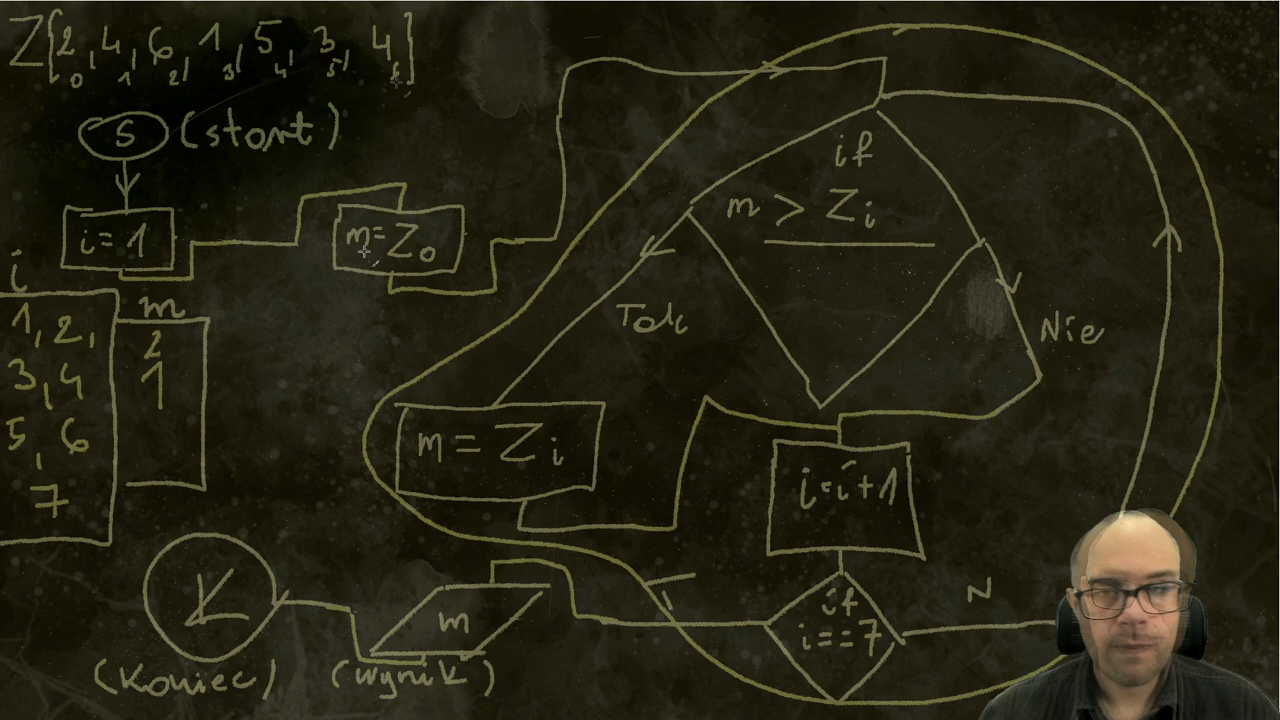 Z{2, 4, 6, 1, 5, 3, 4}
0 1 2 3 4 5 6
S (start)
i = 1
m = Z₀
if
m > Zi
Tak
Nie
i
1, 2,
3, 4
5, 6
7
m
2
1
m = Zi
i = i + 1
if
i == 7
N
m
K
(Koniec)
(Wynik)